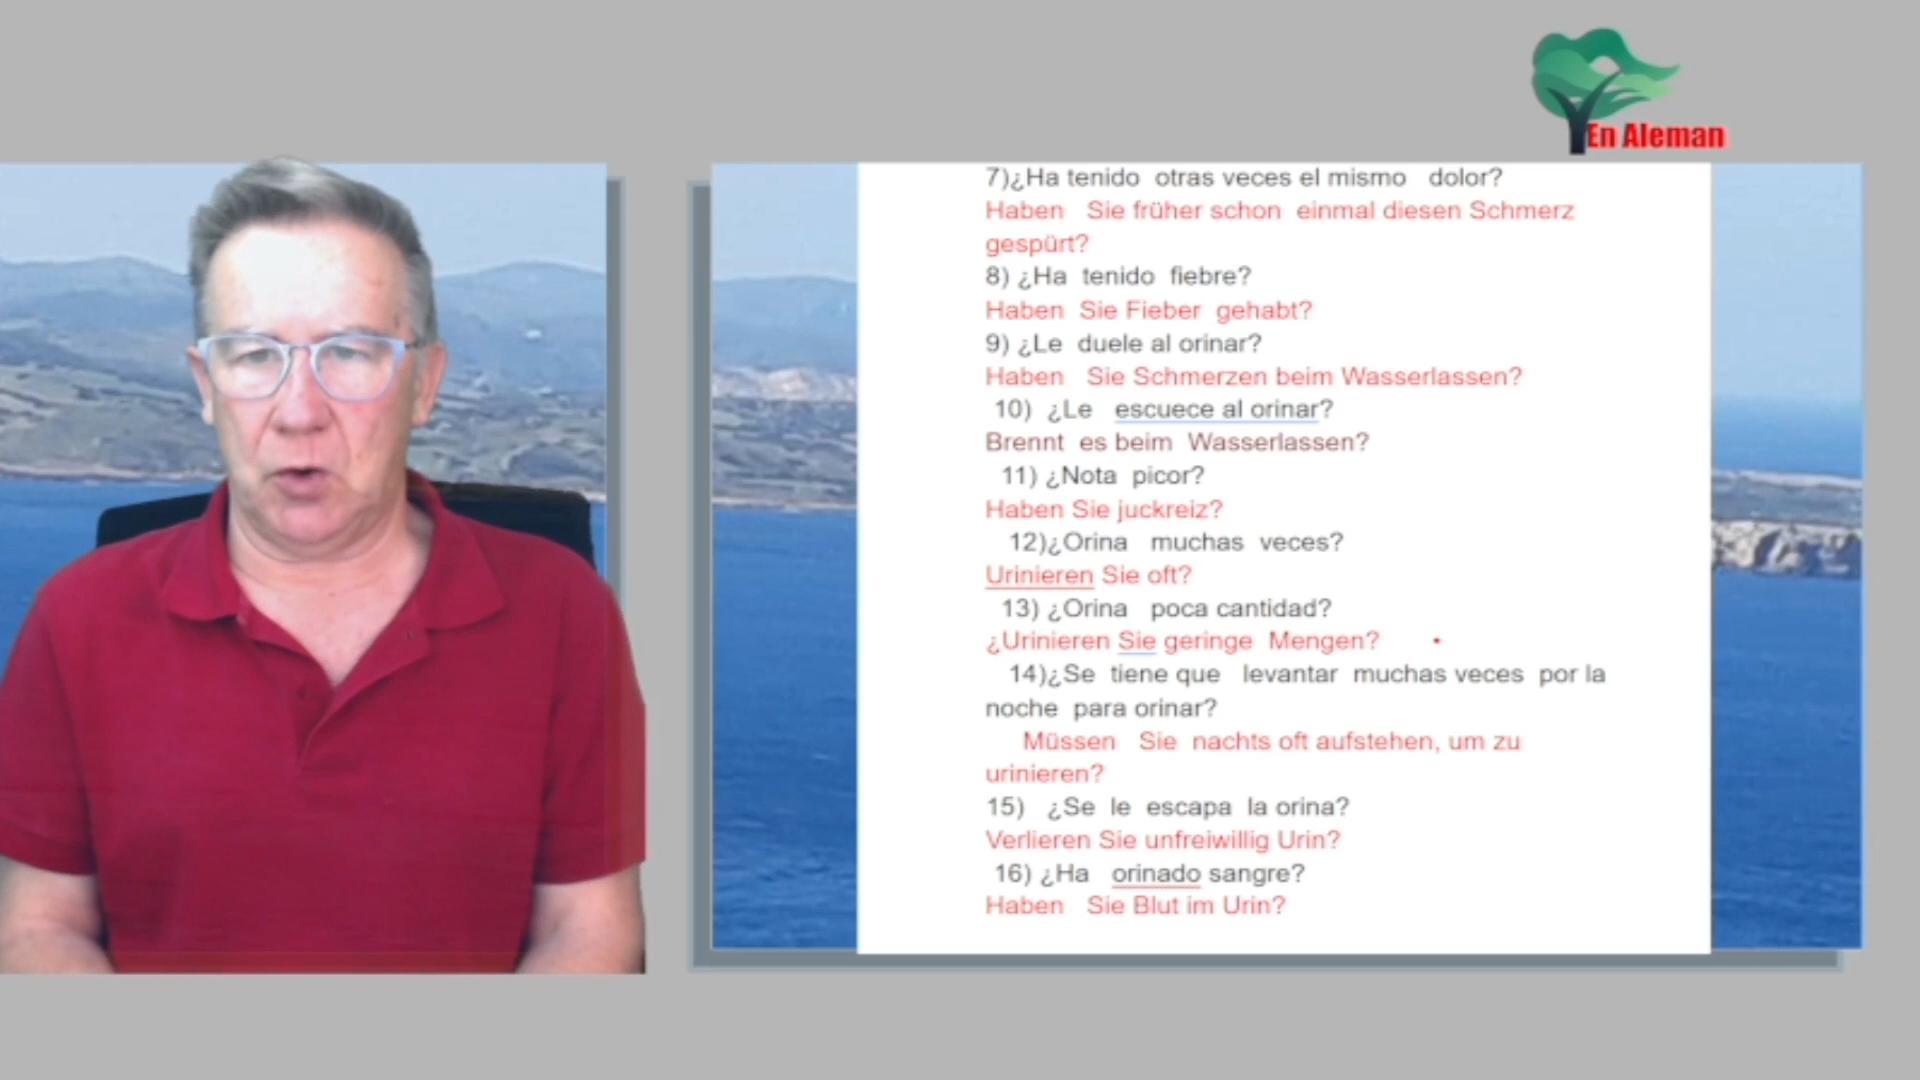 En Aleman
7)¿Ha tenido otras veces el mismo dolor?
Haben Sie früher schon einmal diesen Schmerz
gespürt?
8) ¿Ha tenido fiebre?
Haben Sie Fieber gehabt?
9) ¿Le duele al orinar?
Haben Sie Schmerzen beim Wasserlassen?
10) ¿Le escuece al orinar?
Brennt es beim Wasserlassen?
11) ¿Nota picor?
Haben Sie juckreiz?
12)¿Orina muchas veces?
Urinieren Sie oft?
13) ¿Orina poca cantidad?
¿Urinieren Sie geringe Mengen?
14)¿Se tiene que levantar muchas veces por la
noche para orinar?
Müssen Sie nachts oft aufstehen, um zu
urinieren?
15) ¿Se le escapa la orina?
Verlieren Sie unfreiwillig Urin?
16) ¿Ha orinado sangre?
Haben Sie Blut im Urin?